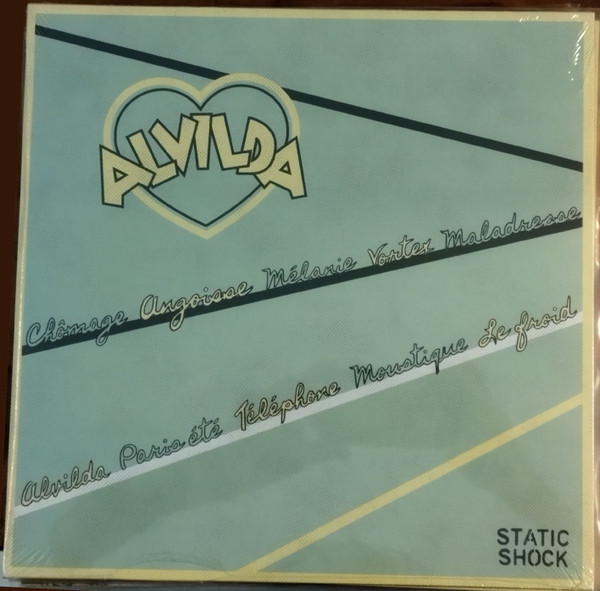 ALVILDA
Chômage Angoisse Mélanie Vortex Maladresse
Alvilda Paris été Téléphone Moustique Le froid
STATIC
SHOCK